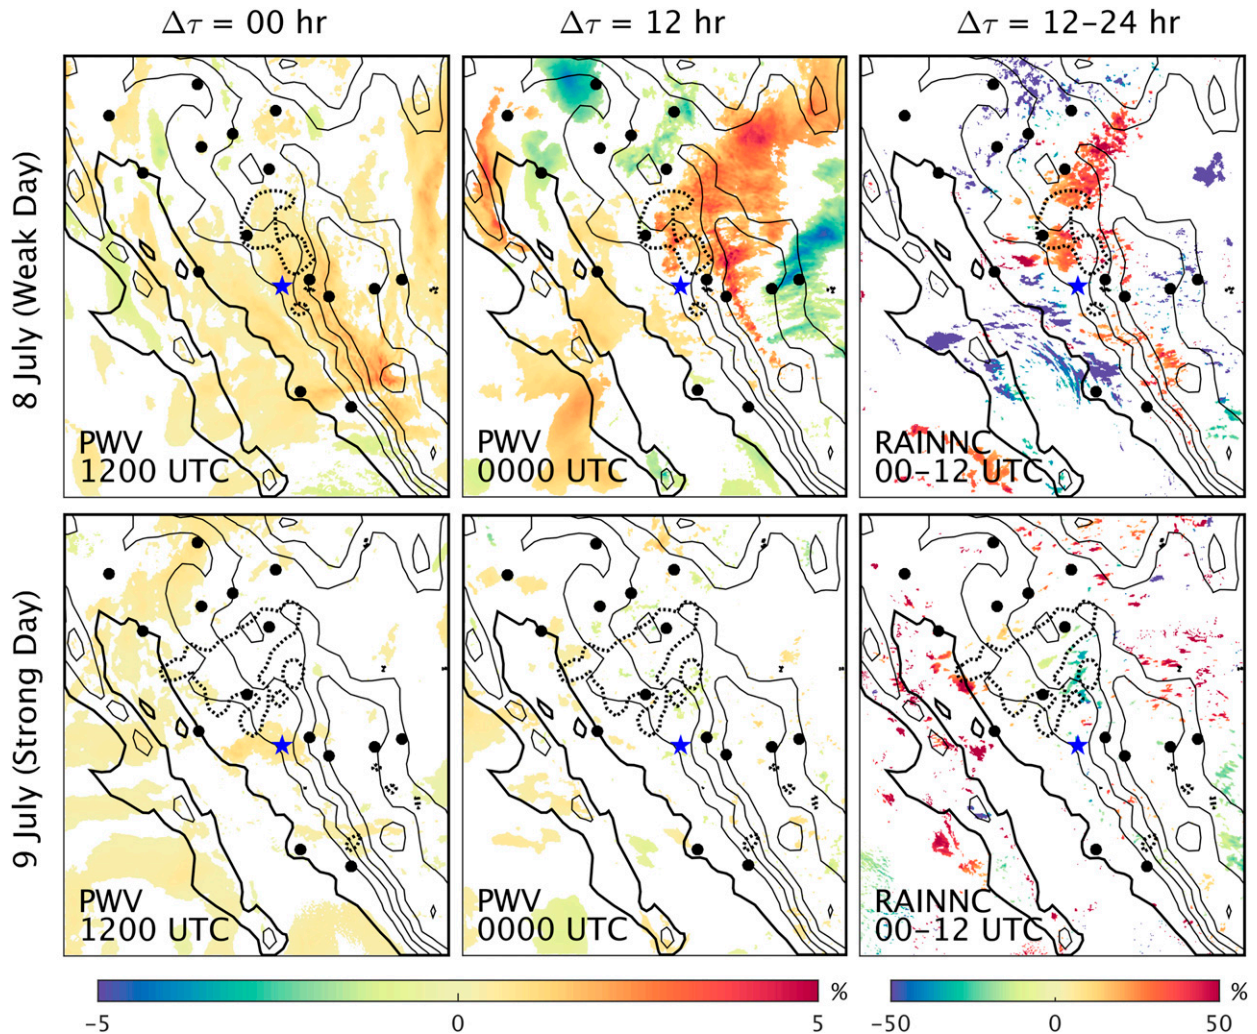 Δτ = 00 hr
Δτ = 12 hr
Δτ = 12–24 hr
8 July (Weak Day)
PWV
1200 UTC
PWV
0000 UTC
RAINNC
00–12 UTC
9 July (Strong Day)
PWV
1200 UTC
PWV
0000 UTC
RAINNC
00–12 UTC
-5 0 5 %
-50 0 50 %